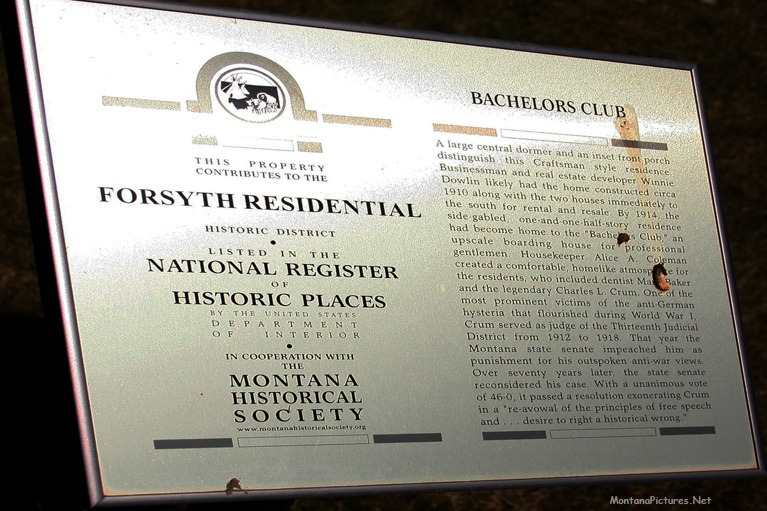 THIS PROPERTY
CONTRIBUTES TO THE
FORSYTH RESIDENTIAL
HISTORIC DISTRICT
LISTED IN THE
NATIONAL REGISTER
OF
HISTORIC PLACES
BY THE UNITED STATES
DEPARTMENT
OF INTERIOR
IN COOPERATION WITH
THE
MONTANA
HISTORICAL
SOCIETY
www.montanahistoricalsociety.org
BACHELORS CLUB
A large central dormer and an inset front porch
distinguish this Craftsman style residence.
Businessman and real estate developer Winnie
Dowlin likely had the home constructed circa
1910 along with the two houses immediately to
the south for rental and resale. By 1914, the
side-gabled, one-and-one-half-story residence
had become home to the "Bachelors Club," an
upscale boarding house for professional
gentlemen. Housekeeper Alice A. Coleman
created a comfortable, homelike atmosphere for
the residents, who included dentist Baker
and the legendary Charles L. Crum. One of the
most prominent victims of the anti-German
hysteria that flourished during World War I,
Crum served as judge of the Thirteenth Judicial
District from 1912 to 1918. That year the
Montana state senate impeached him as
punishment for his outspoken anti-war views.
Over seventy years later, the state senate
reconsidered his case. With a unanimous vote
of 46-0, it passed a resolution exonerating Crum
in a "re-avowal of the principles of free speech
and . . . desire to right a historical wrong."
MontanaPictures.Net